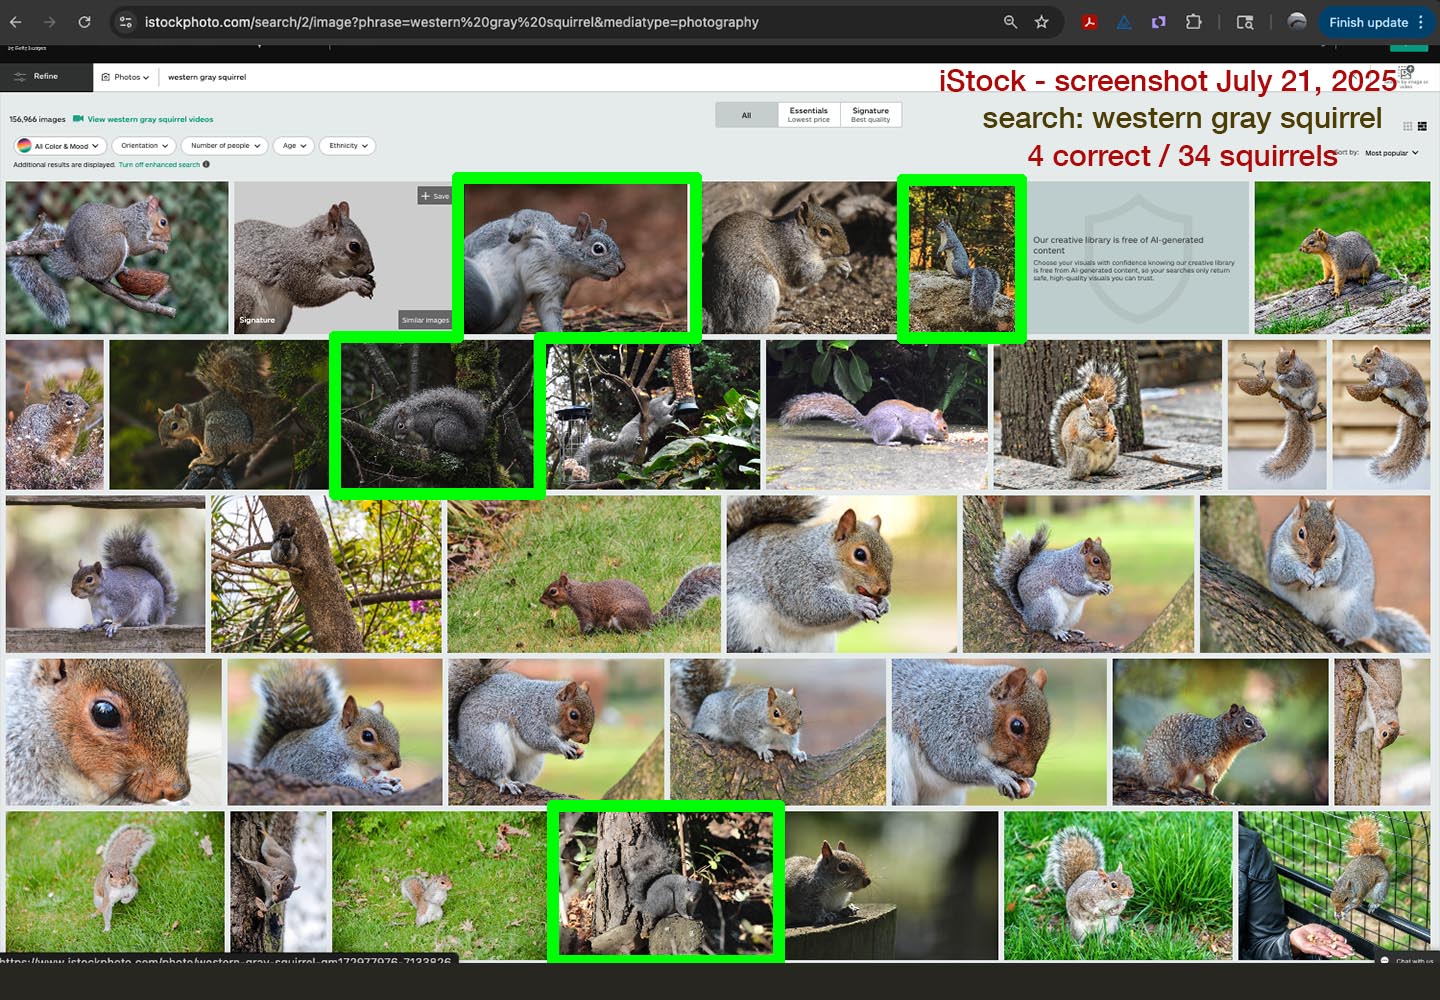 istockphoto.com/search/2/image?phrase=western%20gray%20squirrel&mediatype=photography
Finish update
by Getty Images
iStock - screenshot July 21, 2025
Refine
Photos
western gray squirrel
search: western gray squirrel
156,966 images
View western gray squirrel videos
All
Essentials
Lowest price
Signature
Best quality
4 correct / 34 squirrels
All Color & Mood
Orientation
Number of people
Age
Ethnicity
Sort by:
Most popular
Additional results are displayed. Turn off enhanced search
+ Save
Signature
Similar images
Our creative library is free of AI-generated
content
Choose your visuals with confidence knowing our creative library
is free from AI-generated content, so your searches only return
safe, high-quality visuals you can trust.
https://www.istockphoto.com/photo/western-gray-squirrel-gm172977976-7133826
Chat with us